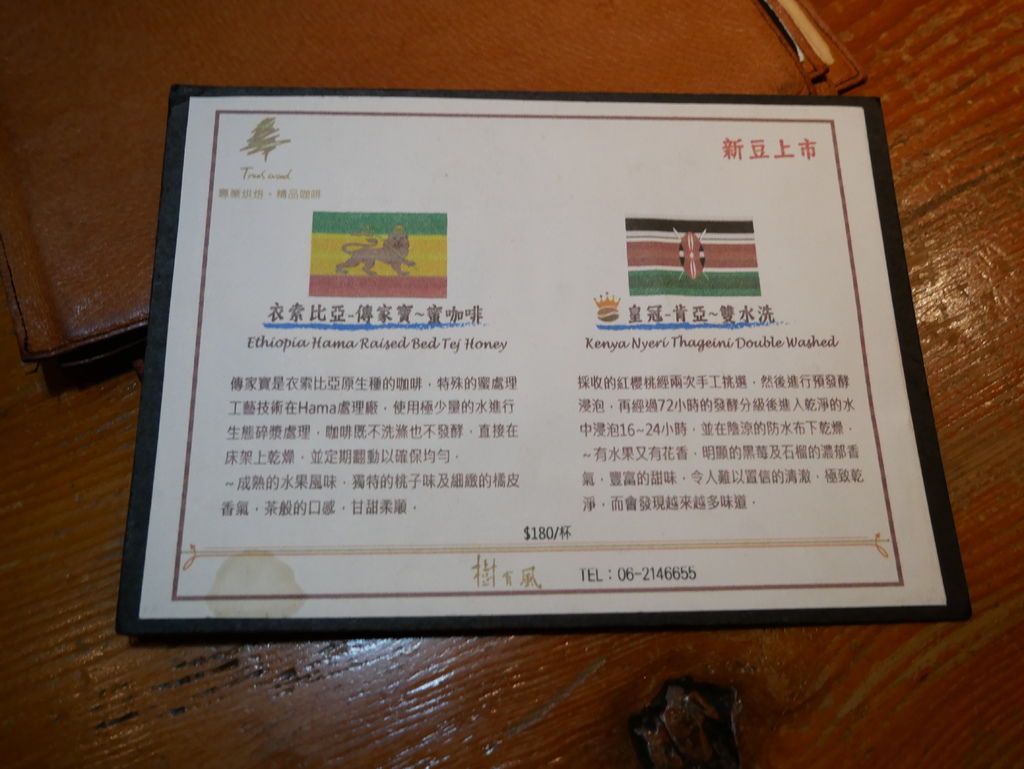 新豆上市
專業烘焙・精品咖啡
衣索比亞-傳家寶~蜜咖啡
Ethiopia Hama Raised Bed Tej Honey
傳家寶是衣索比亞原生種的咖啡，特殊的蜜處理
工藝技術在Hama處理廠，使用極少量的水進行
生態碎漿處理，咖啡既不洗滌也不發酵，直接在
床架上乾燥，並定期翻動以確保均勻．
~成熟的水果風味，獨特的桃子味及細緻的橘皮
香氣，茶般的口感，甘甜柔順．
皇冠-肯亞~雙水洗
Kenya Nyeri Thageini Double Washed
採收的紅櫻桃經兩次手工挑選，然後進行預發酵
浸泡，再經過72小時的發酵分級後進入乾淨的水
中浸泡16~24小時，並在陰涼的防水布下乾燥．
~有水果又有花香，明顯的黑莓及石榴的濃郁香
氣，豐富的甜味，令人難以置信的清澈，極致乾
淨，而會發現越來越多味道．
$180/杯
樹有風
TEL：06-2146655